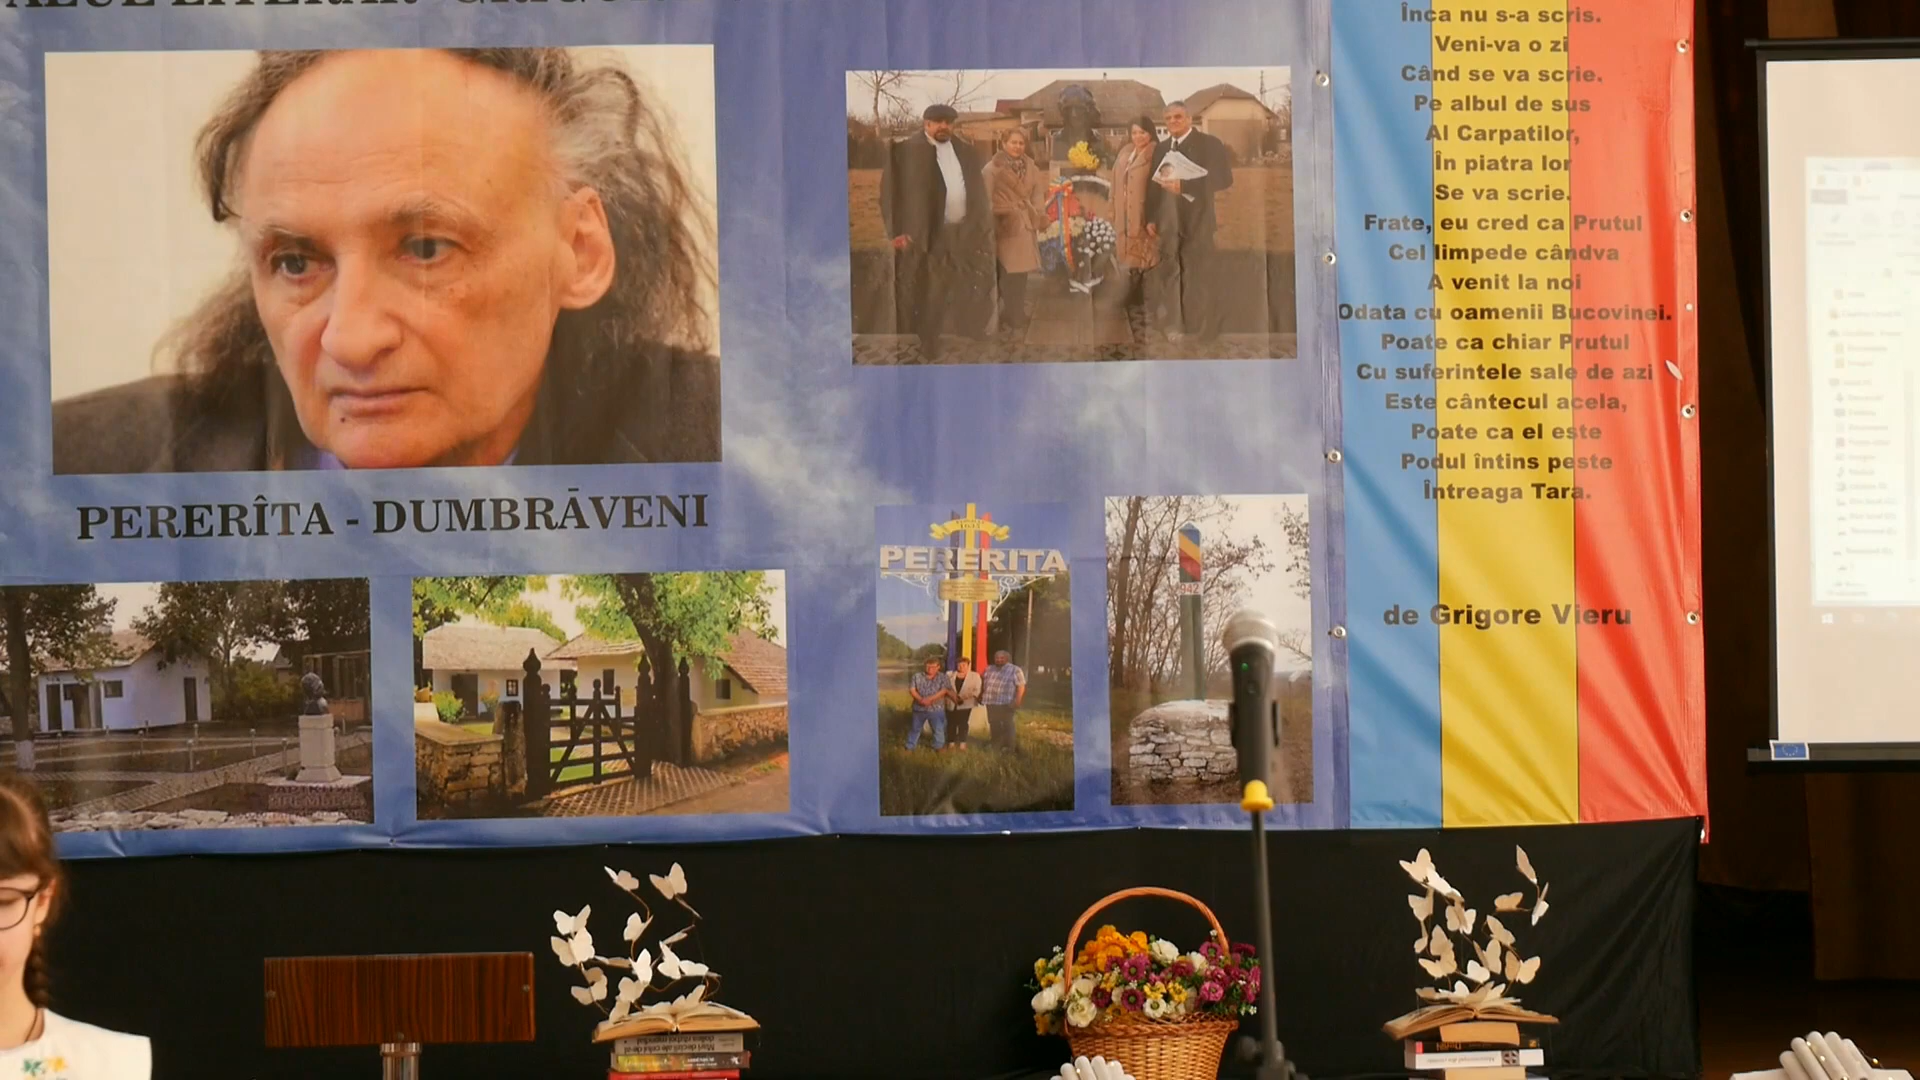 PERERÎTA - DUMBRĂVENI
PERERITA
Înca nu s-a scris.
Veni-va o zi
Când se va scrie.
Pe albul de sus
Al Carpatilor,
În piatra lor
Se va scrie.
Frate, eu cred ca Prutul
Cel limpede cândva
A venit la noi
Odata cu oamenii Bucovinei.
Poate ca chiar Prutul
Cu suferintele sale de azi
Este cântecul acela,
Poate ca el este
Podul întins peste
Întreaga Tara.
de Grigore Vieru